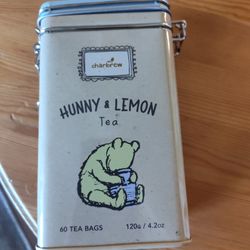 charbrew
HUNNY & LEMON
Tea
60 TEA BAGS 120g / 4.2oz